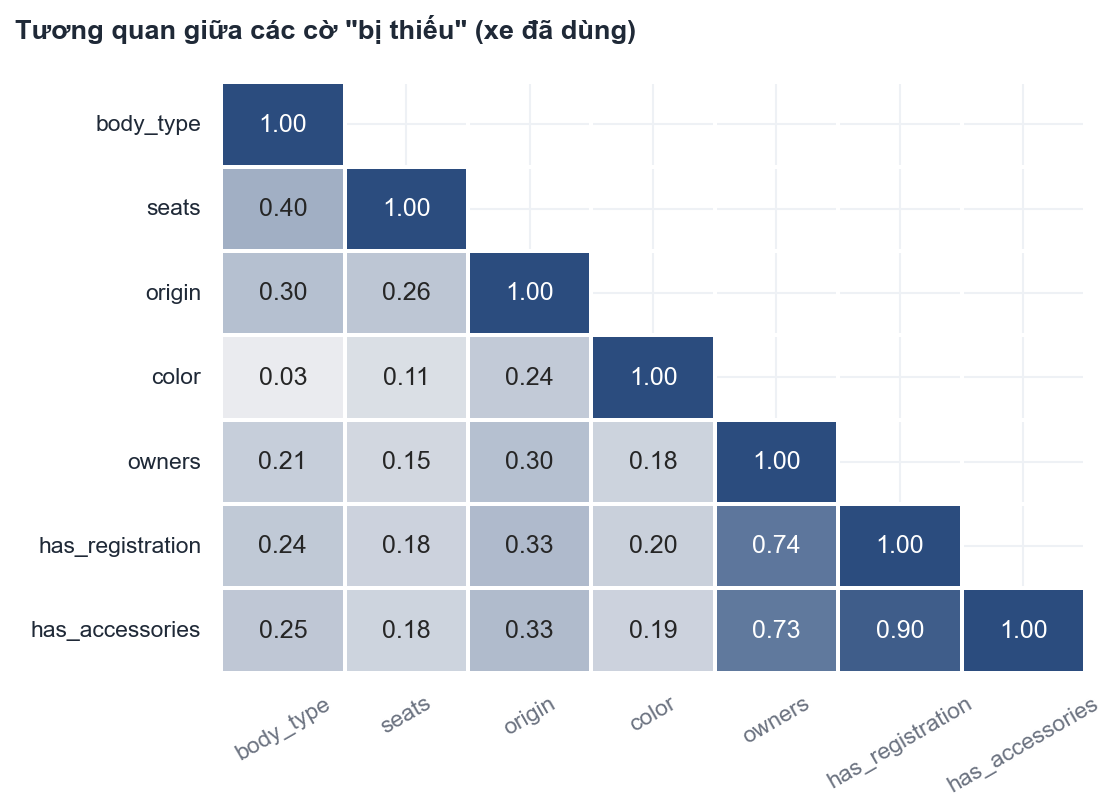 Tương quan giữa các cờ "bị thiếu" (xe đã dùng)
body_type 1.00
seats 0.40 1.00
origin 0.30 0.26 1.00
color 0.03 0.11 0.24 1.00
owners 0.21 0.15 0.30 0.18 1.00
has_registration 0.24 0.18 0.33 0.20 0.74 1.00
has_accessories 0.25 0.18 0.33 0.19 0.73 0.90 1.00
body_type seats origin color owners has_registration has_accessories